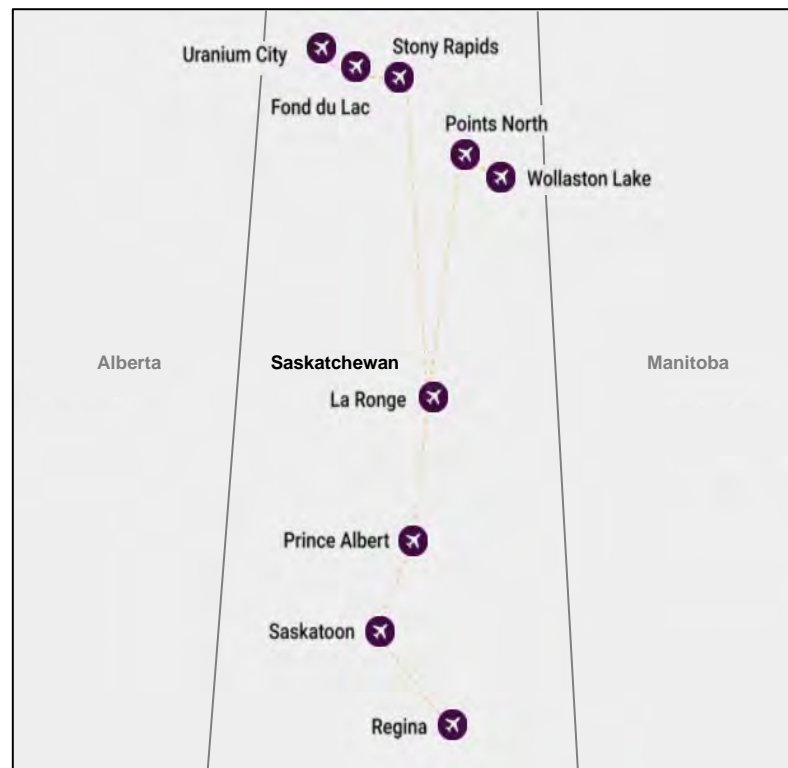 Stony Rapids
Uranium City
Fond du Lac
Points North
Wollaston Lake
Alberta
Saskatchewan
Manitoba
La Ronge
Prince Albert
Saskatoon
Regina